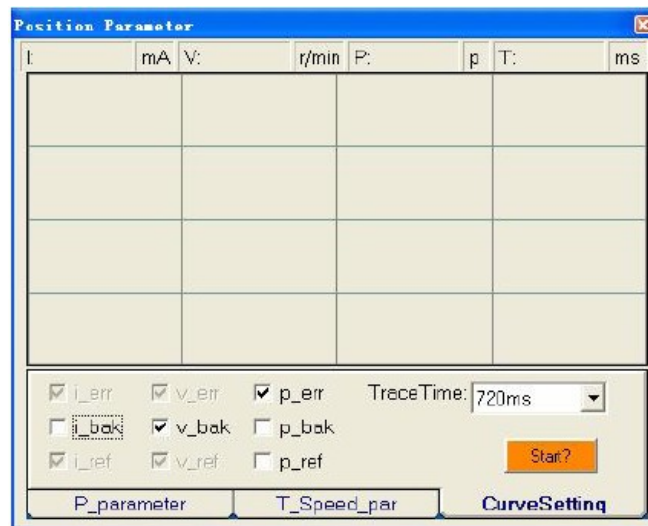 Position Parameter
I: mA V: r/min P: p T: ms
i_err v_err p_err TraceTime: 720ms
i_bak v_bak p_bak
i_ref v_ref p_ref Start?
P_parameter T_Speed_par CurveSetting